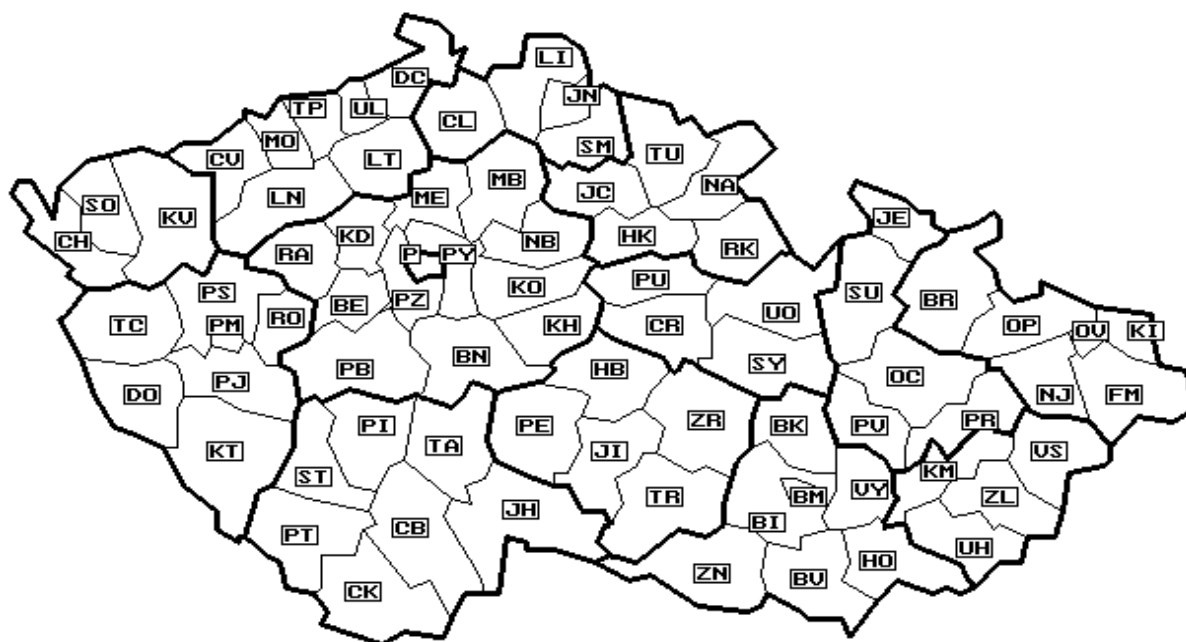 LI
DC
JN
TP
UL
CL
MO
SM
CV
LT
TU
MB
NA
LN
ME
JC
SO
KV
JE
KD
HK
CH
NB
RK
RA
P
PY
PS
KO
PU
SU
BR
PZ
BE
RO
TC
PM
KH
CR
UO
OP
OV
KI
BN
SY
PB
HB
OC
PJ
DO
NJ
FM
PI
PE
ZR
BK
PV
PR
TA
KT
JI
VS
ST
KM
TR
BM
VY
ZL
JH
BI
PT
CB
UH
HO
ZN
BV
CK